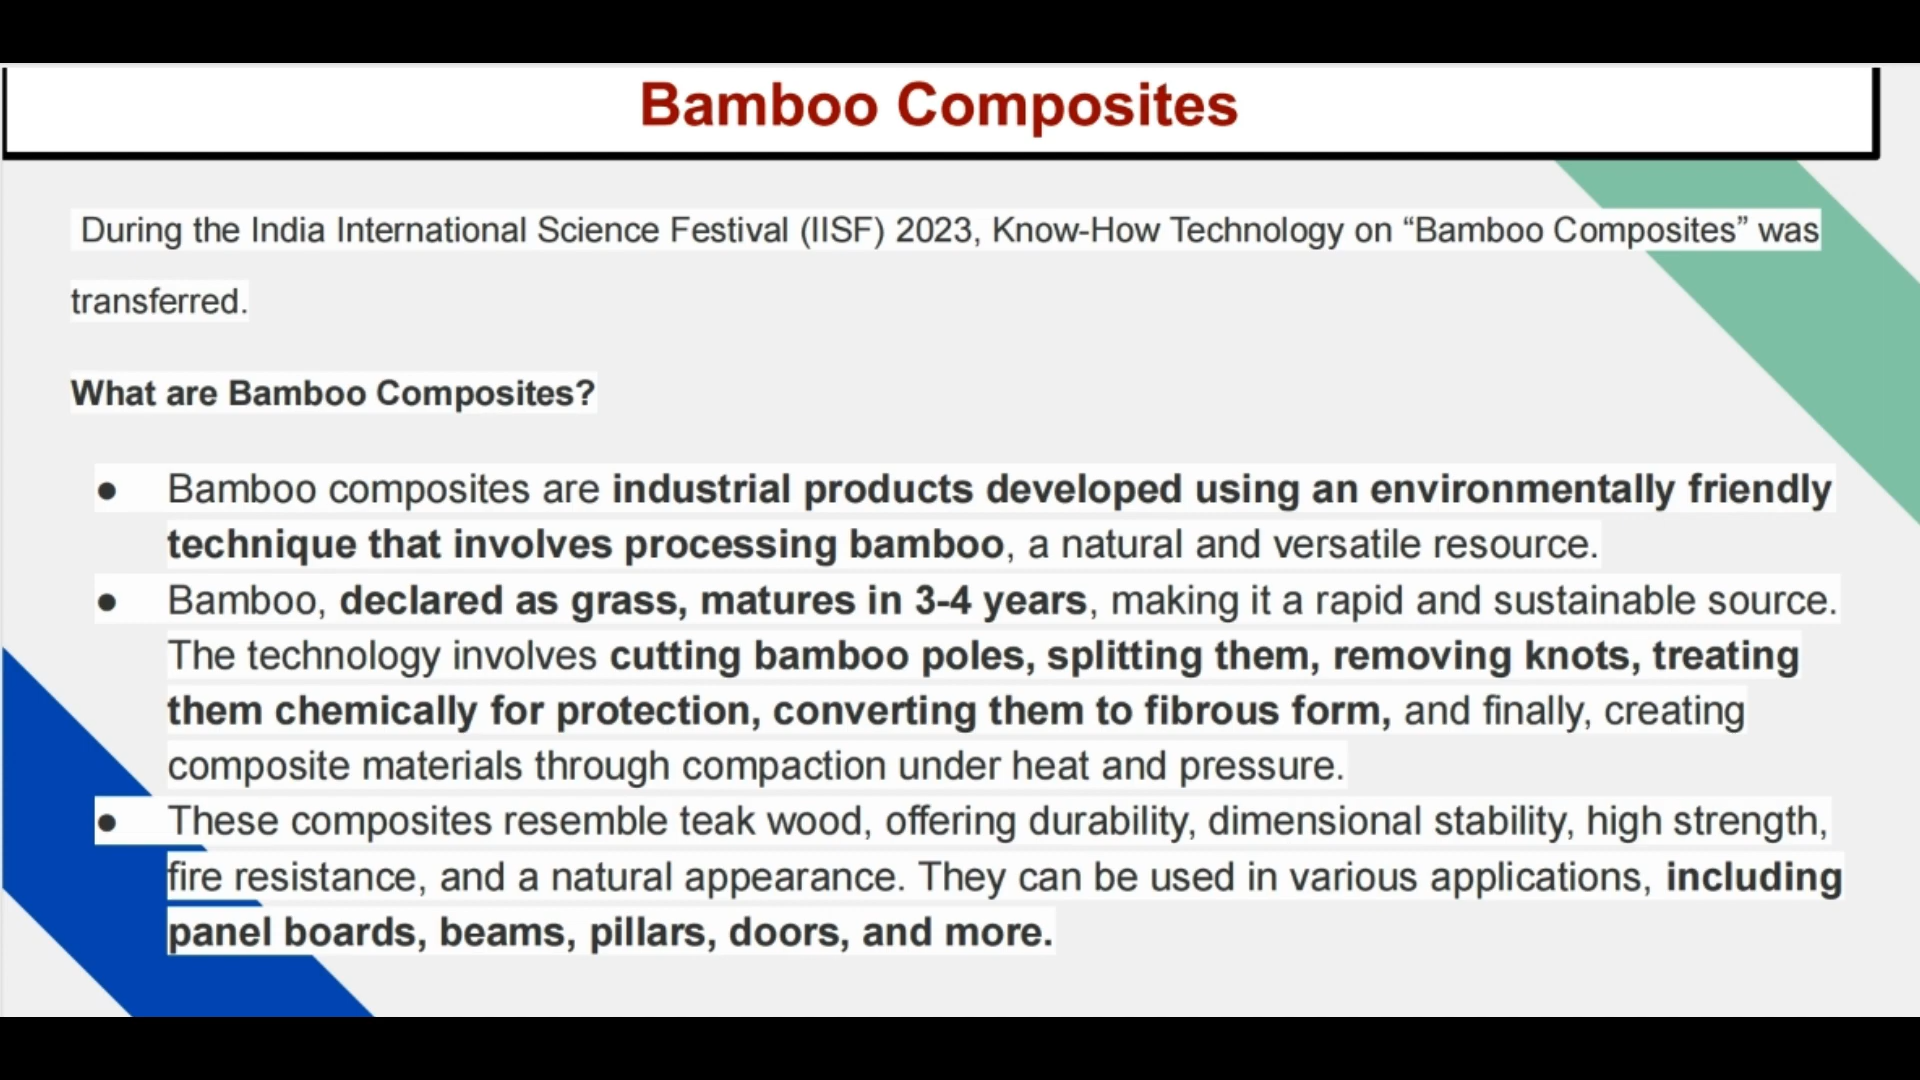 Bamboo Composites
During the India International Science Festival (IISF) 2023, Know-How Technology on “Bamboo Composites” was
transferred.
What are Bamboo Composites?
● Bamboo composites are industrial products developed using an environmentally friendly
technique that involves processing bamboo, a natural and versatile resource.
● Bamboo, declared as grass, matures in 3-4 years, making it a rapid and sustainable source.
The technology involves cutting bamboo poles, splitting them, removing knots, treating
them chemically for protection, converting them to fibrous form, and finally, creating
composite materials through compaction under heat and pressure.
● These composites resemble teak wood, offering durability, dimensional stability, high strength,
fire resistance, and a natural appearance. They can be used in various applications, including
panel boards, beams, pillars, doors, and more.